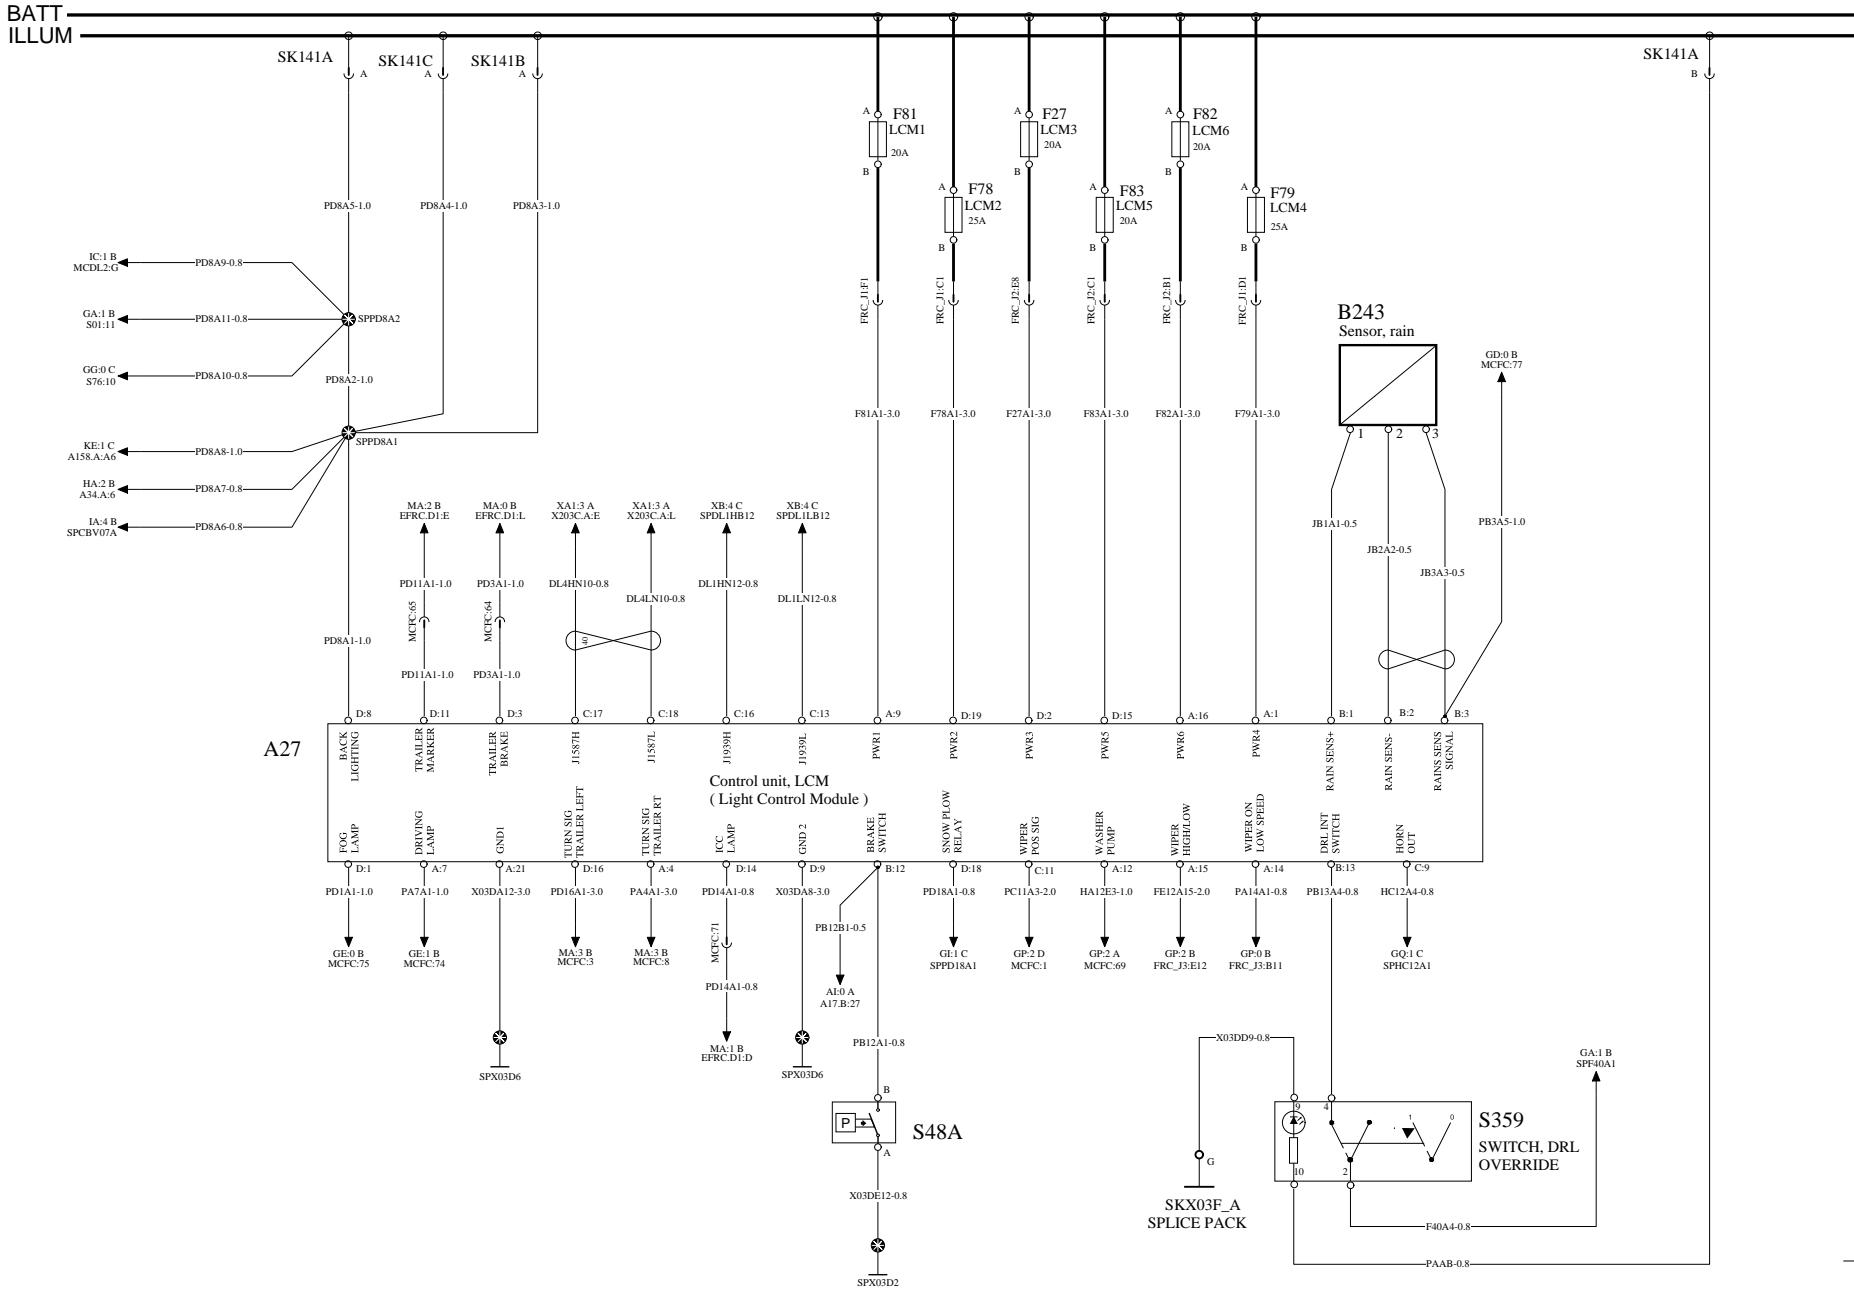 BATT
ILLUM
SK141A
A
SK141C
A
SK141B
A
SK141A
B
A
F81
LCM1
20A
B
A
F27
LCM3
20A
B
A
F82
LCM6
20A
B
A
F78
LCM2
25A
B
A
F83
LCM5
20A
B
A
F79
LCM4
25A
B
PD8A5-1.0
PD8A4-1.0
PD8A3-1.0
IC:1 B
MCDL2:G
PD8A9-0.8
GA:1 B
S01:11
PD8A11-0.8
SPPD8A2
GG:0 C
S76:10
PD8A10-0.8
PD8A2-1.0
FRC_J1:F1
FRC_J1:C1
FRC_J2:E8
FRC_J2:C1
FRC_J2:B1
FRC_J1:D1
B243
Sensor, rain
1
2
3
GD:0 B
MCFC:77
F81A1-3.0
F78A1-3.0
F27A1-3.0
F83A1-3.0
F82A1-3.0
F79A1-3.0
SPPD8A1
KE:1 C
A158.A:A6
PD8A8-1.0
HA:2 B
A34.A:6
PD8A7-0.8
IA:4 B
SPCBV07A
PD8A6-0.8
MA:2 B
EFRC.D1:E
MA:0 B
EFRC.D1:L
XA1:3 A
X203C.A:E
XA1:3 A
X203C.A:L
XB:4 C
SPDL1HB12
XB:4 C
SPDL1LB12
JB1A1-0.5
JB2A2-0.5
JB3A3-0.5
PB3A5-1.0
PD11A1-1.0
PD3A1-1.0
DL4HN10-0.8
DL4LN10-0.8
DL1HN12-0.8
DL1LN12-0.8
MCFC:65
MCFC:64
40
PD8A1-1.0
PD11A1-1.0
PD3A1-1.0
D:8
D:11
D:3
C:17
C:18
C:16
C:13
A:9
D:19
D:2
D:15
A:16
A:1
B:1
B:2
B:3
A27
BACK
LIGHTING
TRAILER
MARKER
TRAILER
BRAKE
J1587H
J1587L
J1939H
J1939L
PWR1
PWR2
PWR3
PWR5
PWR6
PWR4
RAIN SENS+
RAIN SENS-
RAINS SENS
SIGNAL
Control unit, LCM
( Light Control Module )
FOG
LAMP
DRIVING
LAMP
GND1
TURN SIG
TRAILER LEFT
TURN SIG
TRAILER RT
ICC
LAMP
GND 2
BRAKE
SWITCH
SNOW PLOW
RELAY
WIPER
POS SIG
WASHER
PUMP
WIPER
HIGH/LOW
WIPER ON
LOW SPEED
DRL INT
SWITCH
HORN
OUT
D:1
A:7
A:21
D:16
A:4
D:14
D:9
B:12
D:18
C:11
A:12
A:15
A:14
B:13
C:9
PD1A1-1.0
PA7A1-1.0
X03DA12-3.0
PD16A1-3.0
PA4A1-3.0
PD14A1-0.8
X03DA8-3.0
PD18A1-0.8
PC11A3-2.0
HA12E3-1.0
FE12A15-2.0
PA14A1-0.8
PB13A4-0.8
HC12A4-0.8
PB12B1-0.5
MCFC:71
GE:0 B
MCFC:75
GE:1 B
MCFC:74
MA:3 B
MCFC:3
MA:3 B
MCFC:8
GI:1 C
SPPD18A1
GP:2 D
MCFC:1
GP:2 A
MCFC:69
GP:2 B
FRC_J3:E12
GP:0 B
FRC_J3:B11
GQ:1 C
SPHC12A1
PD14A1-0.8
AI:0 A
A17.B:27
MA:1 B
EFRC.D1:D
SPX03D6
SPX03D6
PB12A1-0.8
X03DD9-0.8
GA:1 B
SPF40A1
B
P
S48A
A
9
4
1
0
10
2
S359
SWITCH, DRL
OVERRIDE
G
SKX03F_A
SPLICE PACK
X03DE12-0.8
F40A4-0.8
PAAB-0.8
SPX03D2